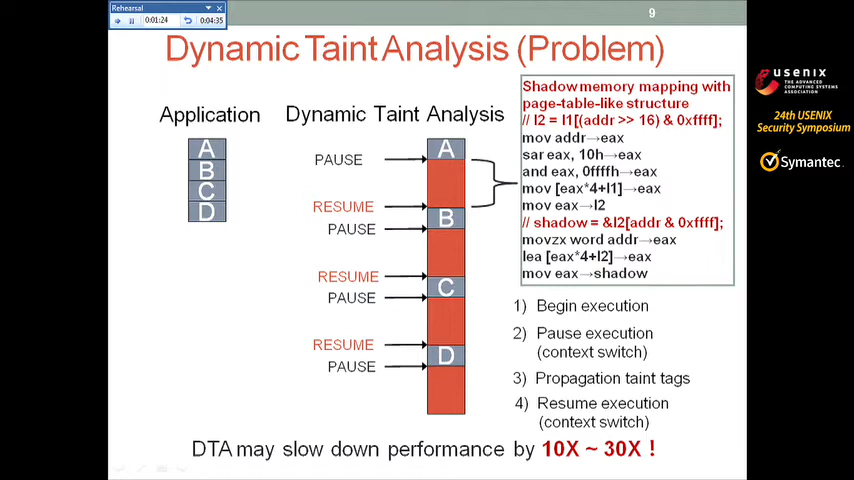 Rehearsal
0:01:24
0:04:35
9
Dynamic Taint Analysis (Problem)
Application
A
B
C
D
Dynamic Taint Analysis
PAUSE
RESUME
PAUSE
RESUME
PAUSE
RESUME
PAUSE
A
B
C
D
Shadow memory mapping with
page-table-like structure
// l2 = l1[(addr >> 16) & 0xffff];
mov addr→eax
sar eax, 10h→eax
and eax, 0ffffh→eax
mov [eax*4+l1]→eax
mov eax→l2
// shadow = &l2[addr & 0xffff];
movzx word addr→eax
lea [eax*4+l2]→eax
mov eax→shadow
1) Begin execution
2) Pause execution
(context switch)
3) Propagation taint tags
4) Resume execution
(context switch)
DTA may slow down performance by 10X ~ 30X !
usenix
THE ADVANCED
COMPUTING SYSTEMS
ASSOCIATION
24th USENIX
Security Symposium
Symantec.